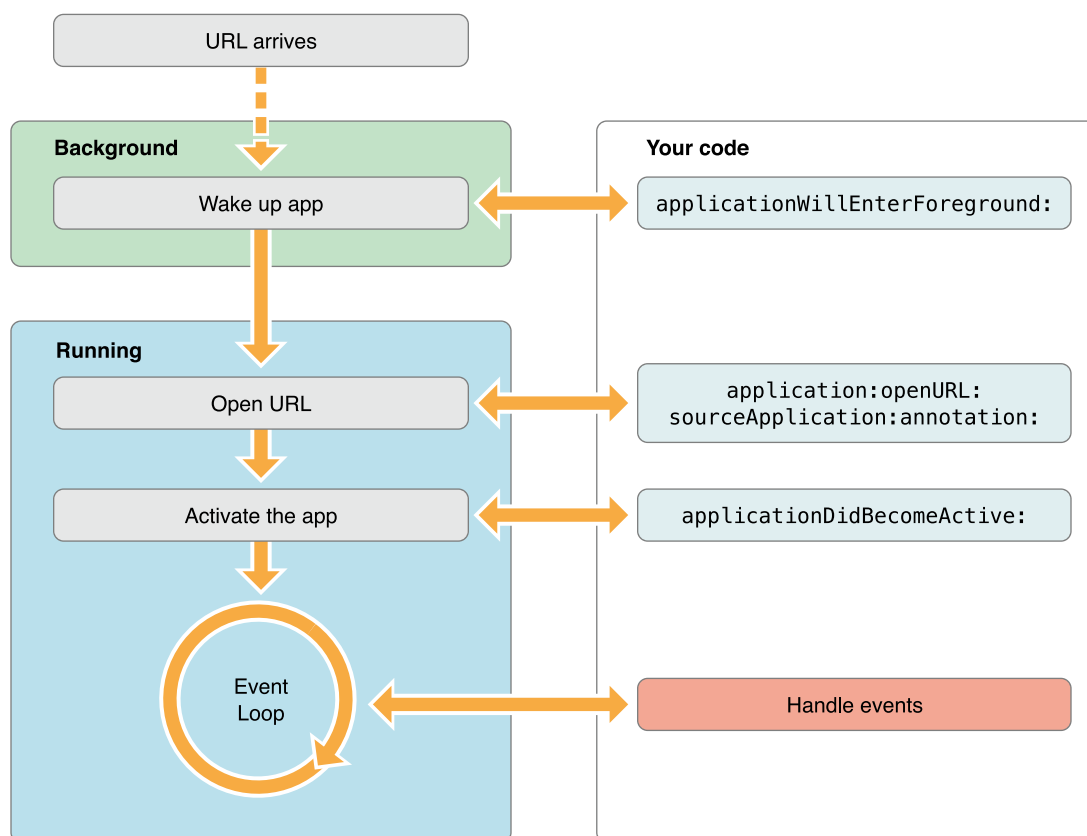 URL arrives
Background
Your code
Wake up app
applicationWillEnterForeground:
Running
Open URL
application:openURL:
sourceApplication:annotation:
Activate the app
applicationDidBecomeActive:
Event
Loop
Handle events